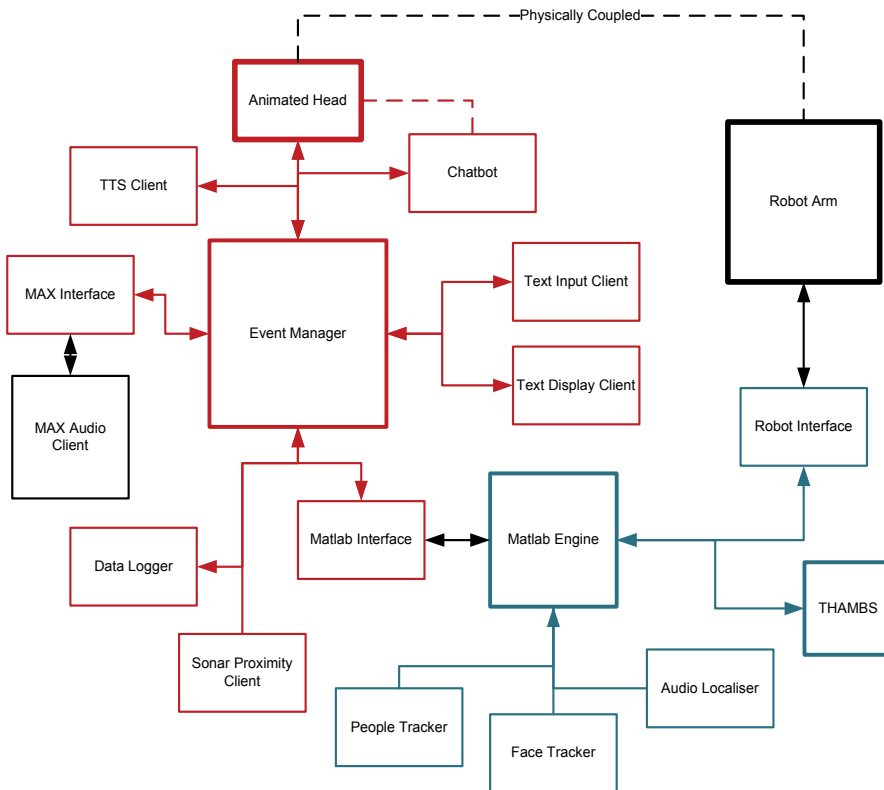 Physically Coupled
Animated Head
TTS Client
Chatbot
Robot Arm
MAX Interface
Event Manager
Text Input Client
Text Display Client
MAX Audio
Client
Robot Interface
Data Logger
Matlab Interface
Matlab Engine
THAMBS
Sonar Proximity
Client
People Tracker
Face Tracker
Audio Localiser